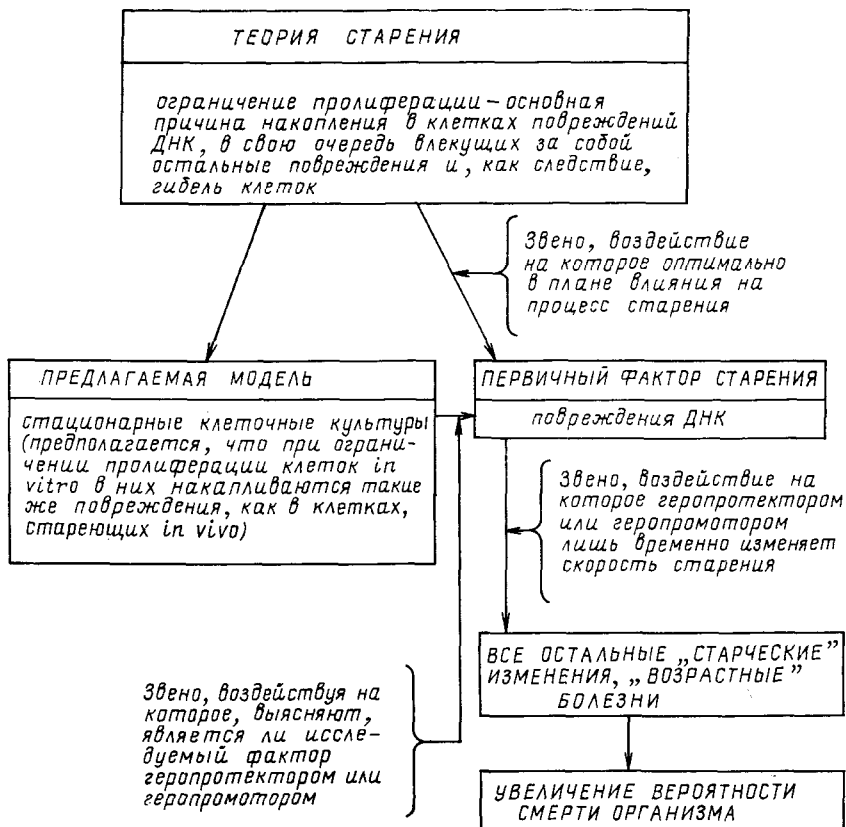 ТЕОРИЯ СТАРЕНИЯ
ограничение пролиферации – основная
причина накопления в клетках повреждений
ДНК, в свою очередь влекущих за собой
остальные повреждения и, как следствие,
гибель клеток
Звено, воздействие
на которое оптимально
в плане влияния на
процесс старения
ПРЕДЛАГАЕМАЯ МОДЕЛЬ
стационарные клеточные культуры
(предполагается, что при ограни-
чении пролиферации клеток in
vitro в них накапливаются такие
же повреждения, как в клетках,
стареющих in vivo)
ПЕРВИЧНЫЙ ФАКТОР СТАРЕНИЯ
повреждения ДНК
Звено, воздействие на
которое геропротектором
или геропромотором
лишь временно изменяет
скорость старения
Звено, воздействуя на
которое, выясняют,
является ли иссле-
дуемый фактор
геропротектором или
геропромотором
ВСЕ ОСТАЛЬНЫЕ „СТАРЧЕСКИЕ”
ИЗМЕНЕНИЯ, „ВОЗРАСТНЫЕ”
БОЛЕЗНИ
УВЕЛИЧЕНИЕ ВЕРОЯТНОСТИ
СМЕРТИ ОРГАНИЗМА